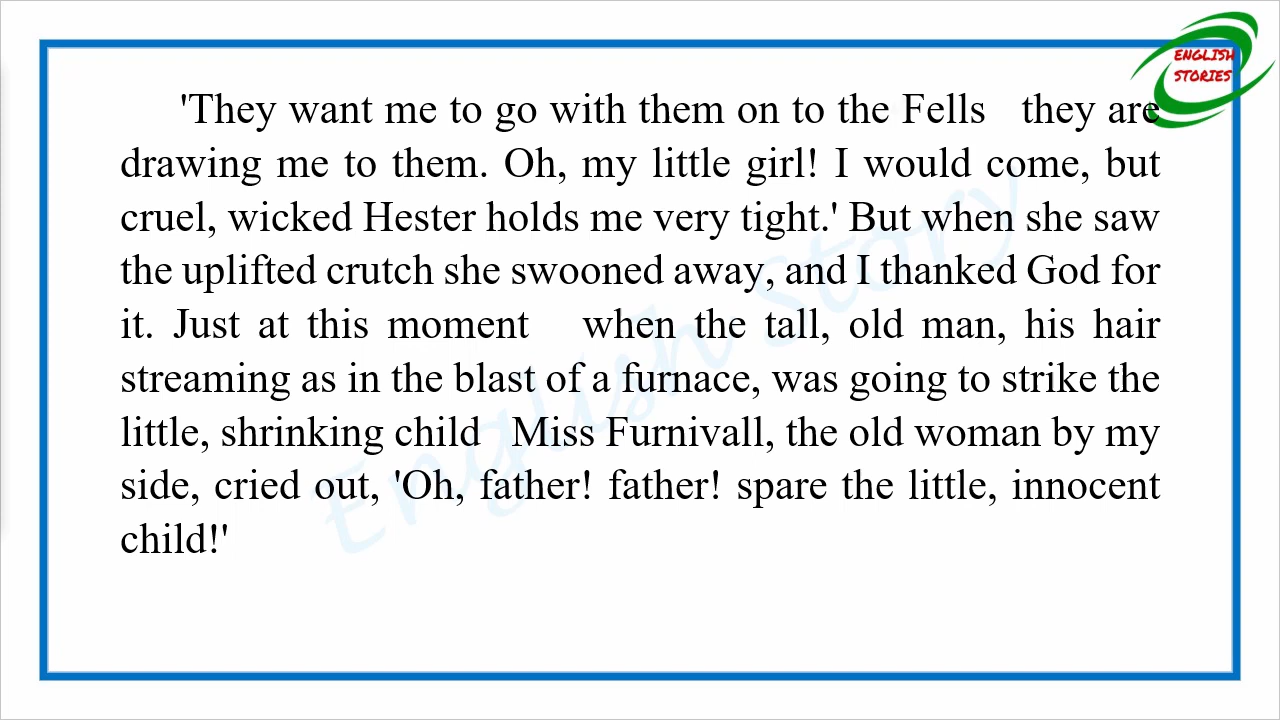 ENGLISH
STORIES
'They want me to go with them on to the Fells they are
drawing me to them. Oh, my little girl! I would come, but
cruel, wicked Hester holds me very tight.' But when she saw
the uplifted crutch she swooned away, and I thanked God for
it. Just at this moment when the tall, old man, his hair
streaming as in the blast of a furnace, was going to strike the
little, shrinking child Miss Furnivall, the old woman by my
side, cried out, 'Oh, father! father! spare the little, innocent
child!'
English Story